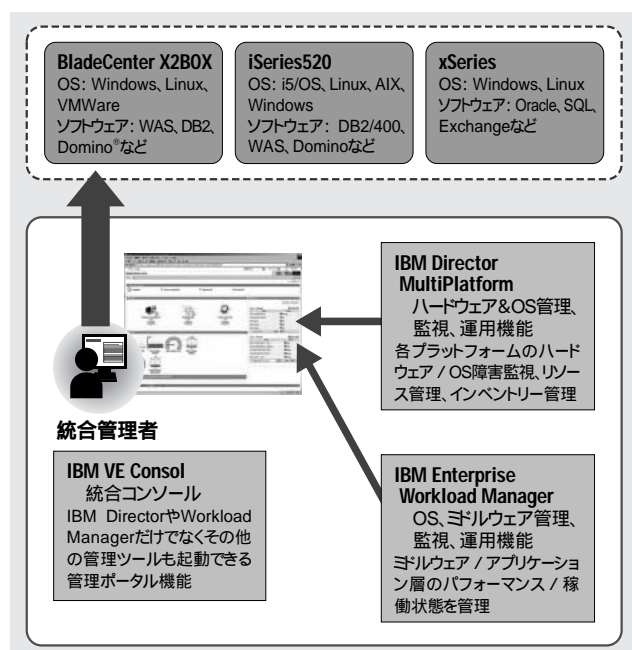 BladeCenter X2BOX
OS: Windows、Linux、
VMWare
ソフトウェア: WAS、DB2、
Domino®など
iSeries520
OS: i5/OS、Linux、AIX、
Windows
ソフトウェア: DB2/400、
WAS、Dominoなど
xSeries
OS: Windows、Linux
ソフトウェア: Oracle、SQL、
Exchangeなど
IBM Director
MultiPlatform
ハードウェア&OS管理、
監視、運用機能
各プラットフォームのハード
ウェア / OS障害監視、リソー
ス管理、インベントリー管理
統合管理者
IBM VE Consol
統合コンソール
IBM DirectorやWorkload
Managerだけでなくその他
の管理ツールも起動できる
管理ポータル機能
IBM Enterprise
Workload Manager
OS、ミドルウェア管理、
監視、運用機能
ミドルウェア / アプリケーショ
ン層のパフォーマンス / 稼
働状態を管理